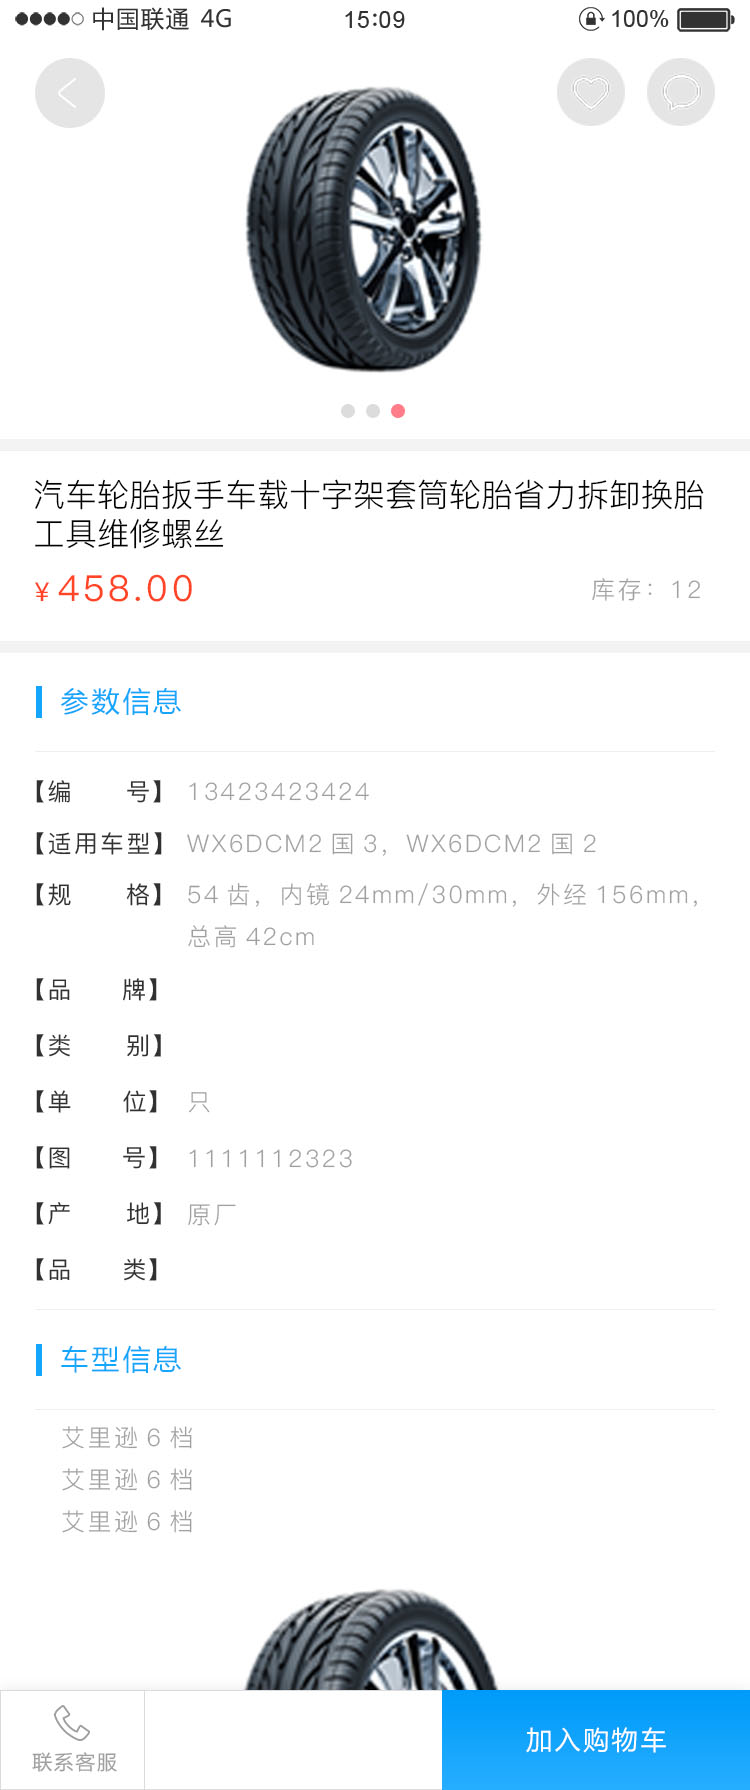 中国联通 4G 15:09 100%
汽车轮胎扳手车载十字架套筒轮胎省力拆卸换胎
工具维修螺丝
¥ 458.00 库存：12
参数信息
【编 号】 13423423424
【适用车型】 WX6DCM2 国 3，WX6DCM2 国 2
【规 格】 54 齿，内镜 24mm/30mm，外经 156mm，
总高 42cm
【品 牌】
【类 别】
【单 位】 只
【图 号】 1111112323
【产 地】 原厂
【品 类】
车型信息
艾里逊 6 档
艾里逊 6 档
艾里逊 6 档
联系客服 加入购物车